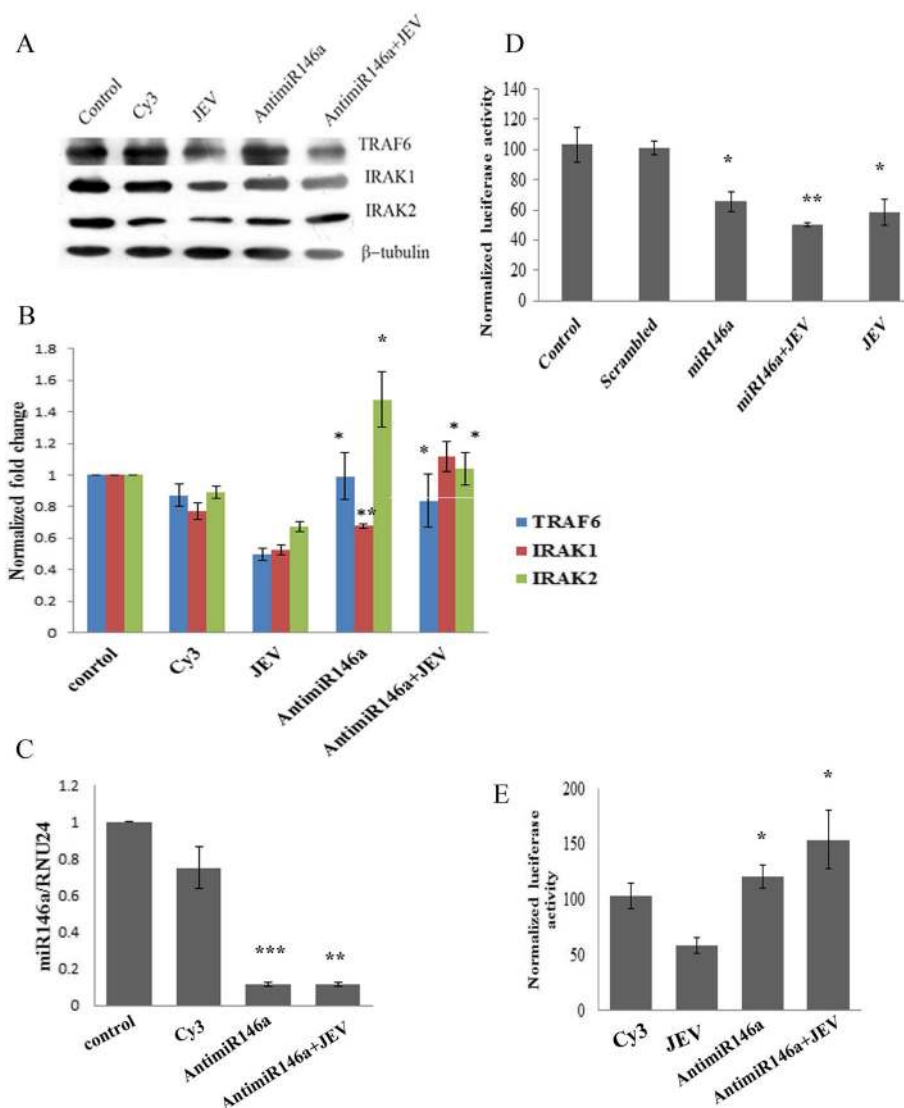 A
Control
Cy3
JEV
AntimiR146a
AntimiR146a+JEV
TRAF6
IRAK1
IRAK2
β-tubulin
B
Normalized fold change
1.8
1.6
1.4
1.2
1
0.8
0.6
0.4
0.2
0
*
*
**
*
*
*
conrtol
Cy3
JEV
AntimiR146a
AntimiR146a+JEV
TRAF6
IRAK1
IRAK2
C
miR146a/RNU24
1.2
1
0.8
0.6
0.4
0.2
0
***
**
control
Cy3
AntimiR146a
AntimiR146a+JEV
D
Normalized luciferase activity
140
120
100
80
60
40
20
0
*
**
*
Control
Scrambled
miR146a
miR146a+JEV
JEV
E
Normalized luciferase
activity
200
150
100
50
0
*
*
Cy3
JEV
AntimiR146a
AntimiR146a+JEV